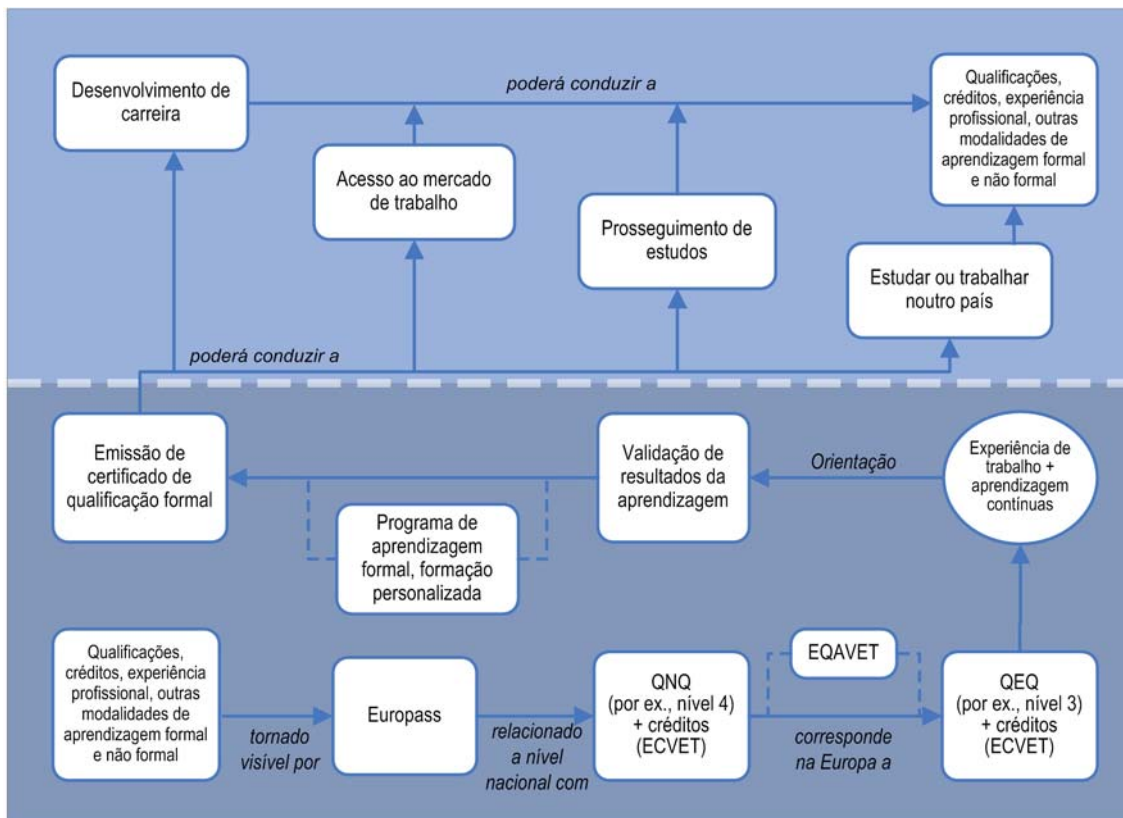 Desenvolvimento de
carreira
poderá conduzir a
Qualificações,
créditos, experiência
profissional, outras
modalidades de
aprendizagem formal
e não formal
Acesso ao mercado
de trabalho
Prosseguimento de
estudos
Estudar ou trabalhar
noutro país
poderá conduzir a
Emissão de
certificado de
qualificação formal
Validação de
resultados da
aprendizagem
Orientação
Experiência de
trabalho +
aprendizagem
contínuas
Programa de
aprendizagem
formal, formação
personalizada
Qualificações,
créditos, experiência
profissional, outras
modalidades de
aprendizagem formal
e não formal
tornado
visível por
Europass
relacionado
a nível
nacional com
QNQ
(por ex., nível 4)
+ créditos
(ECVET)
EQAVET
corresponde
na Europa a
QEQ
(por ex., nível 3)
+ créditos
(ECVET)